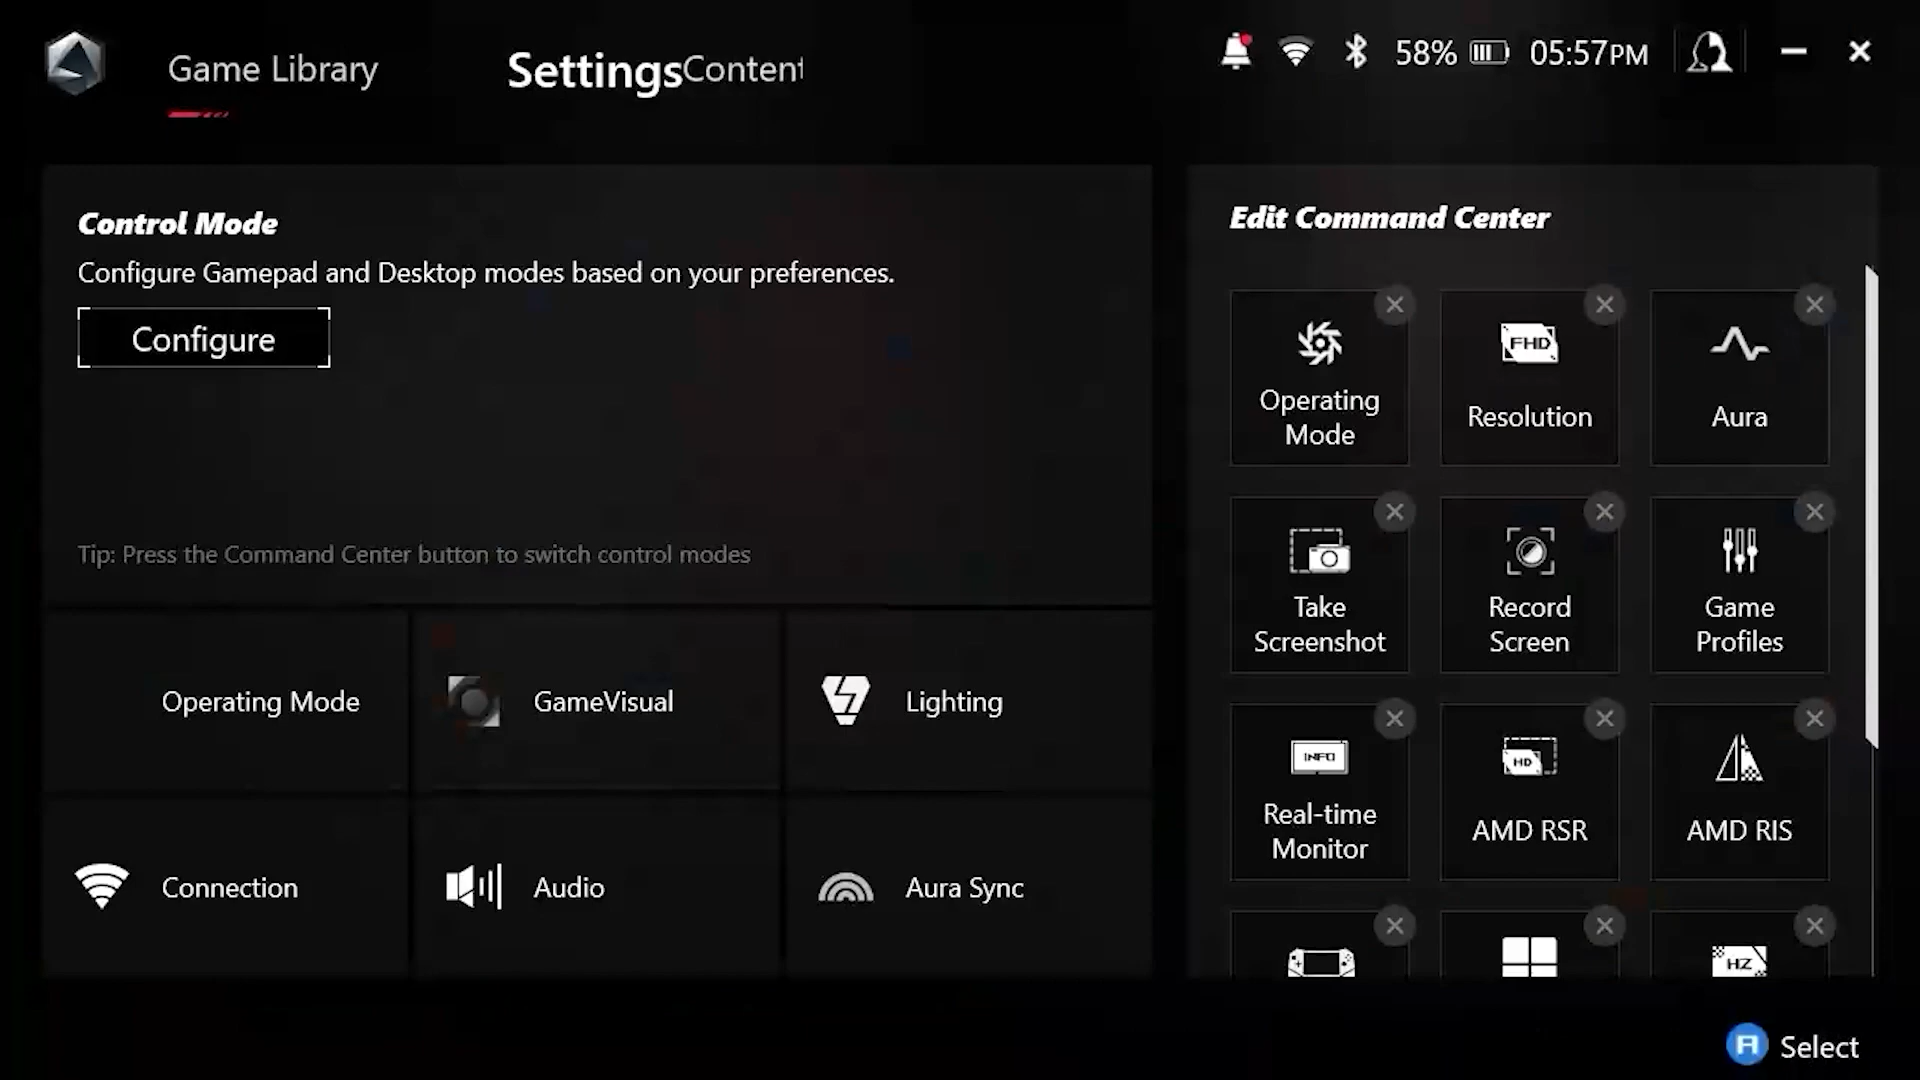 Game Library
Settings
Content
58%
05:57PM
Control Mode
Configure Gamepad and Desktop modes based on your preferences.
Configure
Tip: Press the Command Center button to switch control modes
Operating Mode
GameVisual
Lighting
Connection
Audio
Aura Sync
Edit Command Center
Operating
Mode
FHD
Resolution
Aura
Take
Screenshot
Record
Screen
Game
Profiles
INFO
Real-time
Monitor
HD
AMD RSR
AMD RIS
HZ
A Select